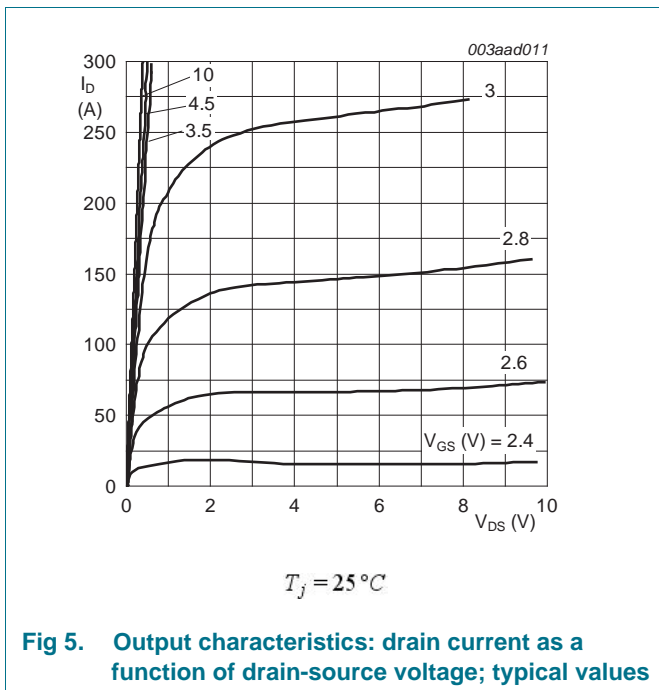 003aad011
300
I_D
(A)
250
200
150
100
50
0
10
4.5
3.5
3
2.8
2.6
V_GS (V) = 2.4
0
2
4
6
8
10
V_DS (V)
T_j = 25 °C
Fig 5. Output characteristics: drain current as a
function of drain-source voltage; typical values